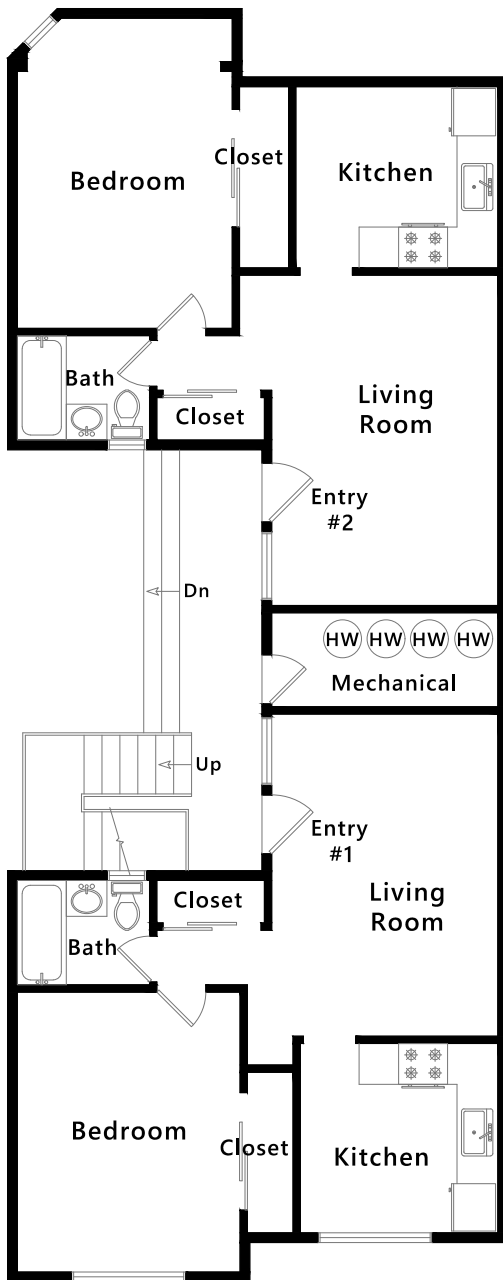 Closet
Kitchen
Bedroom
Bath
Living
Room
Closet
Entry
#2
Dn
HW HW HW HW
Mechanical
Up
Entry
#1
Closet
Living
Room
Bath
Bedroom
Closet
Kitchen